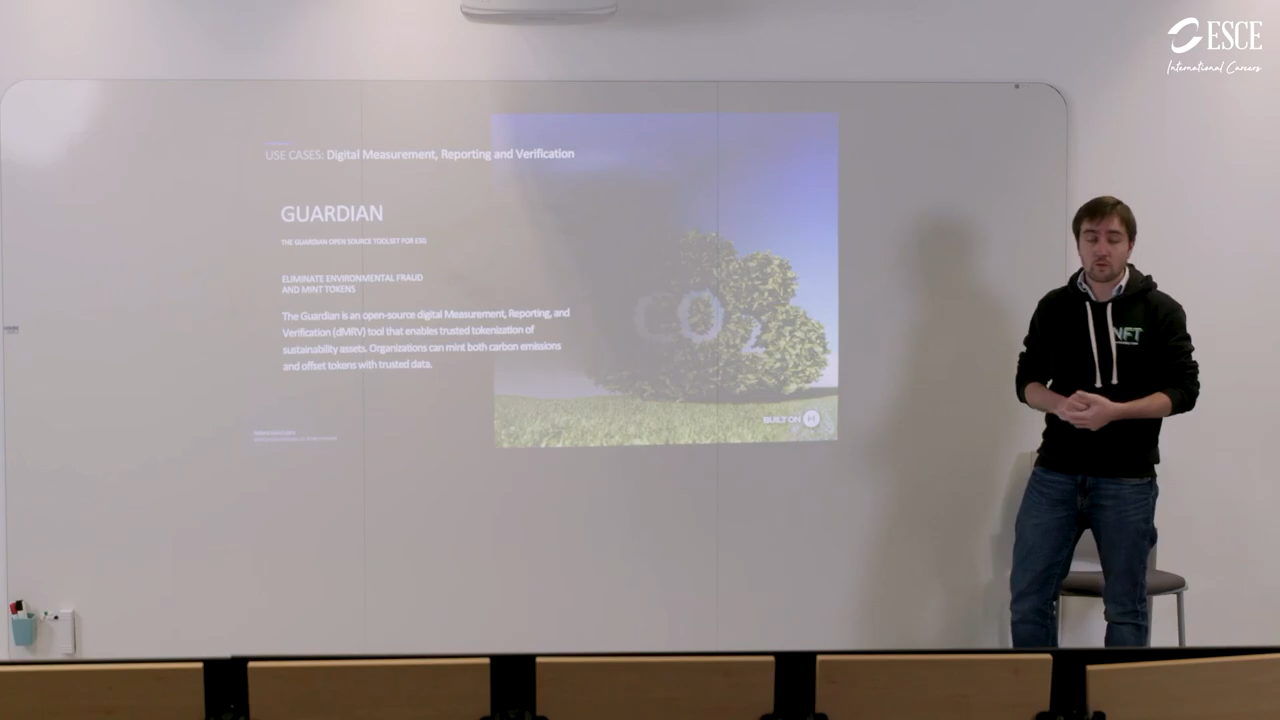 ESCE
International Careers
USE CASES: Digital Measurement, Reporting and Verification
GUARDIAN
THE GUARDIAN OPEN SOURCE TOOLSET FOR ESG
ELIMINATE ENVIRONMENTAL FRAUD
AND MINT TOKENS
The Guardian is an open-source digital Measurement, Reporting, and
Verification (dMRV) tool that enables trusted tokenization of
sustainability assets. Organizations can mint both carbon emissions
and offset tokens with trusted data.
CO2
BUILT ON H
NFT